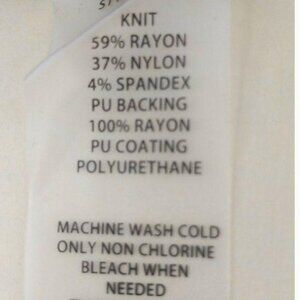 KNIT
59% RAYON
37% NYLON
4% SPANDEX
PU BACKING
100% RAYON
PU COATING
POLYURETHANE
MACHINE WASH COLD
ONLY NON CHLORINE
BLEACH WHEN
NEEDED